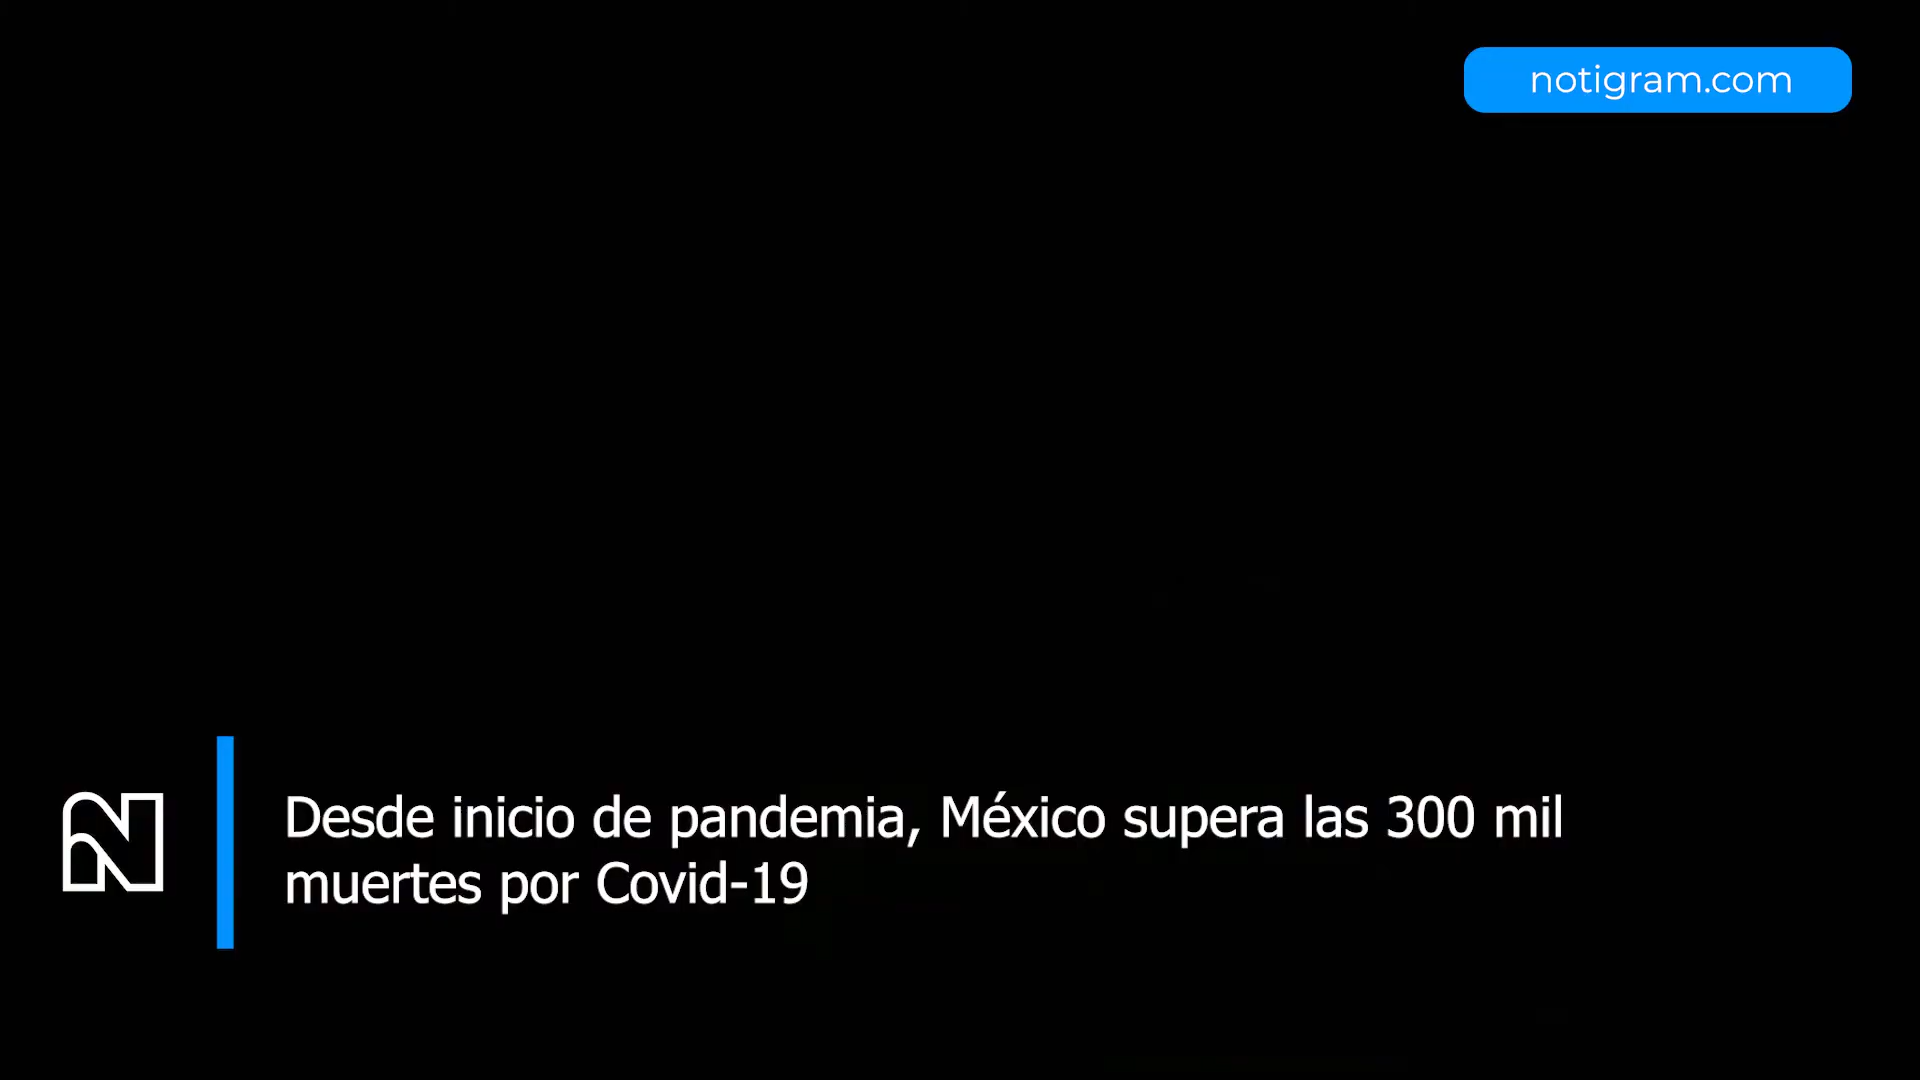 notigram.com
Desde inicio de pandemia, México supera las 300 mil
muertes por Covid-19